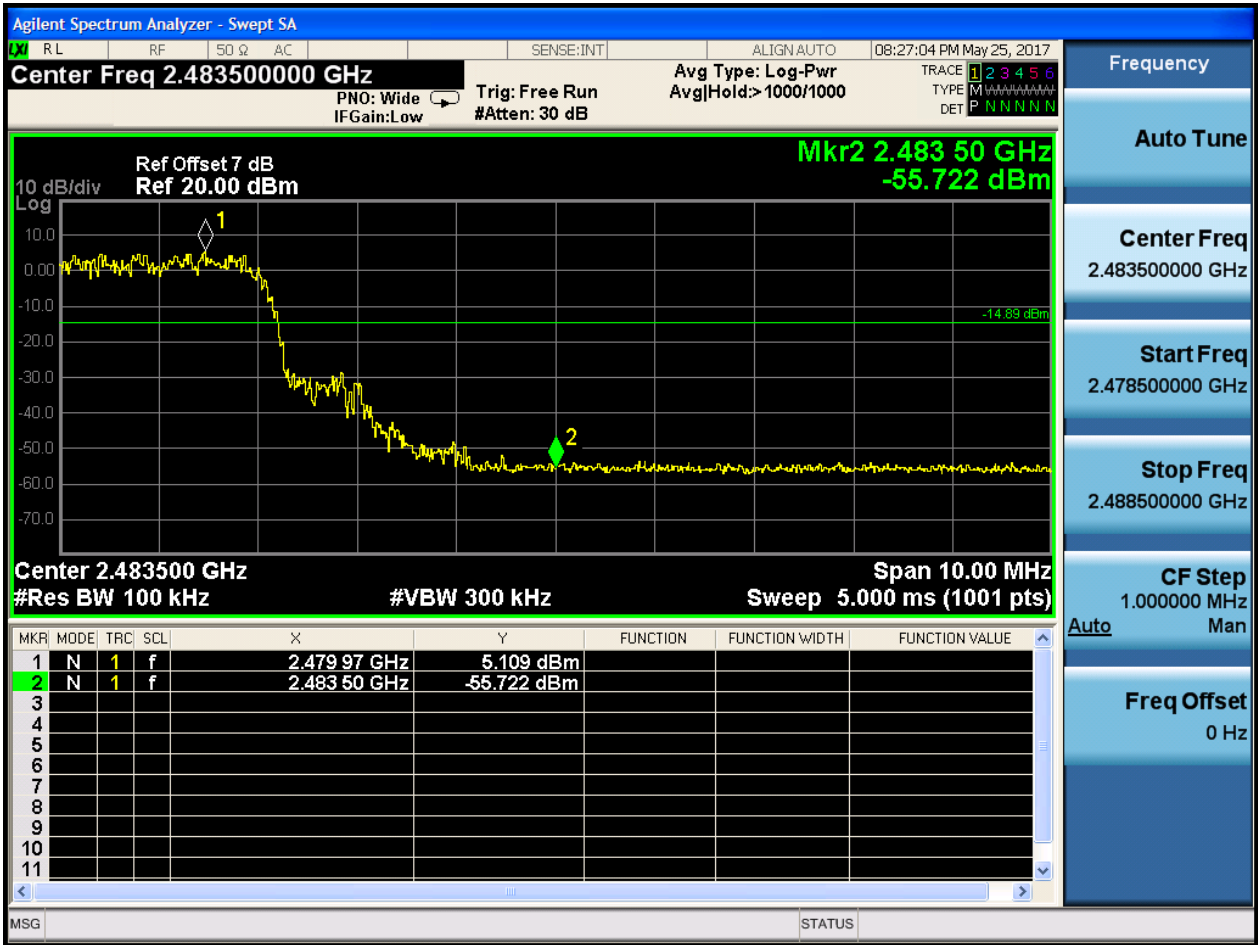 Agilent Spectrum Analyzer - Swept SA
LXI RL RF 50 Ω AC SENSE:INT ALIGN AUTO 08:27:04 PM May 25, 2017
Center Freq 2.483500000 GHz
PNO: Wide
IFGain:Low
Trig: Free Run
#Atten: 30 dB
Avg Type: Log-Pwr
Avg|Hold:>1000/1000
TRACE 1 2 3 4 5 6
TYPE M WWWWW
DET P N N N N N
Frequency
Auto Tune
Center Freq
2.483500000 GHz
Start Freq
2.478500000 GHz
Stop Freq
2.488500000 GHz
CF Step
1.000000 MHz
Auto Man
Freq Offset
0 Hz
Mkr2 2.483 50 GHz
-55.722 dBm
Ref Offset 7 dB
10 dB/div Ref 20.00 dBm
Log
10.0
0.00
-10.0
-20.0
-30.0
-40.0
-50.0
-60.0
-70.0
1
-14.89 dBm
2
Center 2.483500 GHz Span 10.00 MHz
#Res BW 100 kHz #VBW 300 kHz Sweep 5.000 ms (1001 pts)
MKR MODE TRC SCL X Y FUNCTION FUNCTION WIDTH FUNCTION VALUE
1 N 1 f 2.479 97 GHz 5.109 dBm
2 N 1 f 2.483 50 GHz -55.722 dBm
3
4
5
6
7
8
9
10
11
MSG STATUS